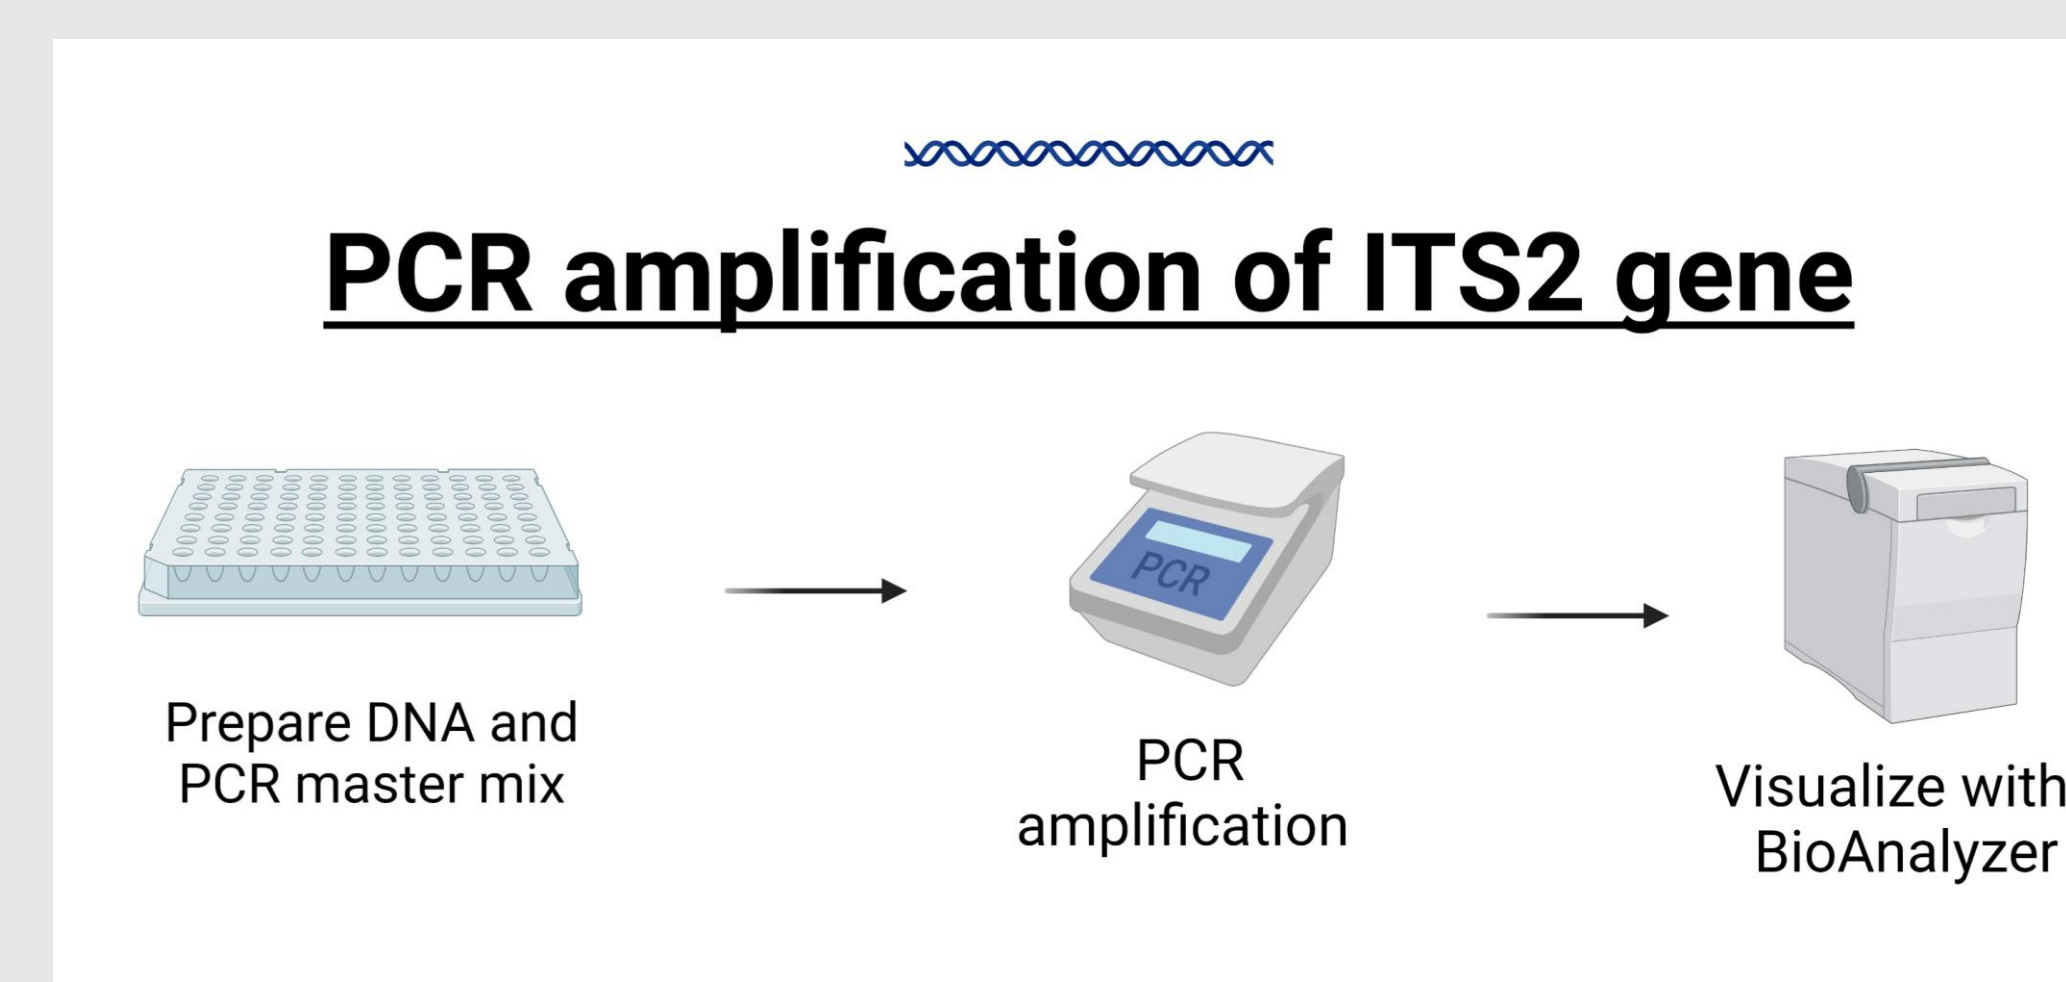 PCR amplification of ITS2 gene
PCR
Prepare DNA and
PCR master mix
PCR
amplification
Visualize with
BioAnalyzer